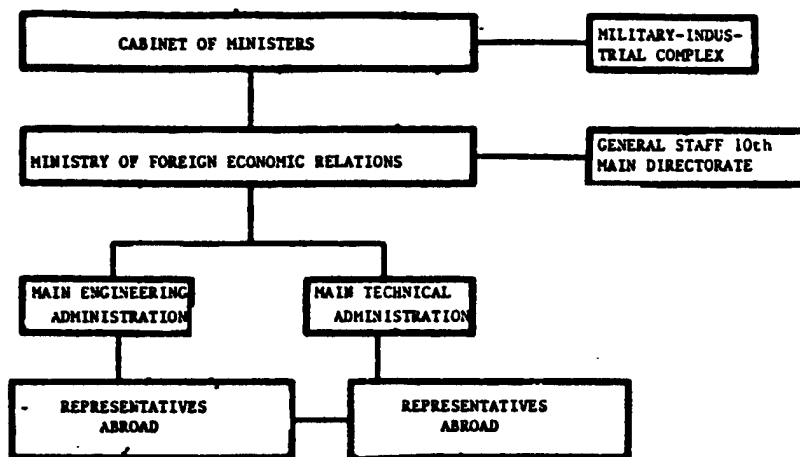 CABINET OF MINISTERS
MILITARY-INDUS-
TRIAL COMPLEX
MINISTRY OF FOREIGN ECONOMIC RELATIONS
GENERAL STAFF 10th
MAIN DIRECTORATE
MAIN ENGINEERING
ADMINISTRATION
MAIN TECHNICAL
ADMINISTRATION
REPRESENTATIVES
ABROAD
REPRESENTATIVES
ABROAD